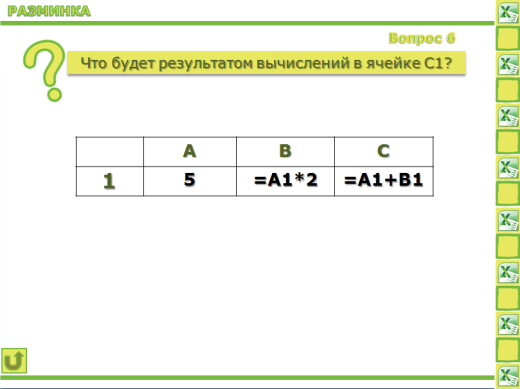 РАЗМИНКА
Вопрос 6
Что будет результатом вычислений в ячейке С1?
A B C
1 5 =A1*2 =A1+B1